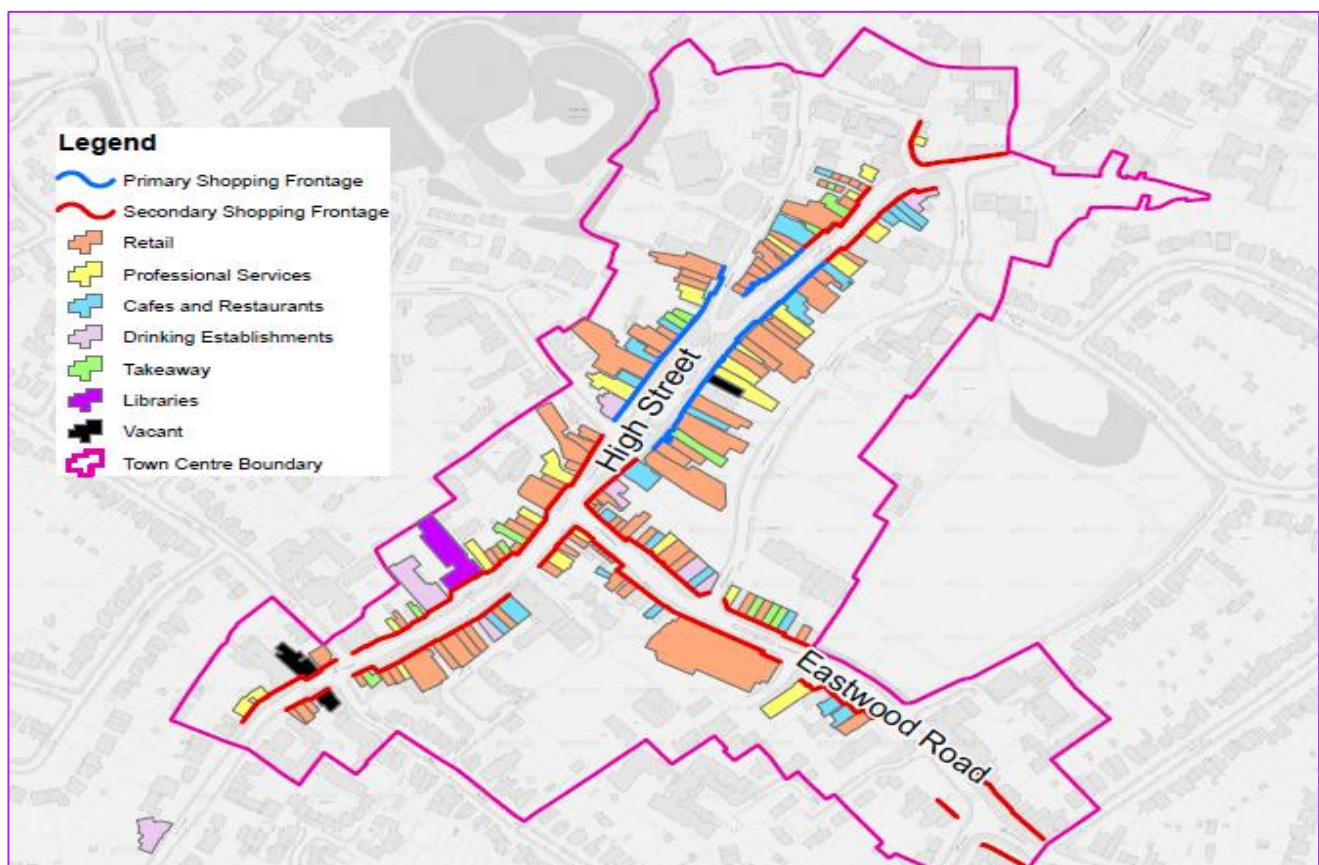 Legend
Primary Shopping Frontage
Secondary Shopping Frontage
Retail
Professional Services
Cafes and Restaurants
Drinking Establishments
Takeaway
Libraries
Vacant
Town Centre Boundary
High Street
Eastwood Road